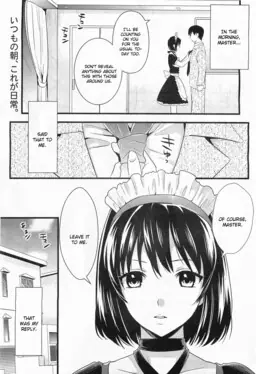 IN THE
MORNING,
MASTER...
I'LL BE
COUNTING
ON YOU
FOR THE
USUAL TO-
SAY TOO.
DON'T
REVEAL
ANYTHING
ABOUT
THIS WITH
THOSE
AROUND
US.
いつもの朝、これが日常。
SAID
THAT
TO ME.
OF COURSE,
MASTER.
LEAVE
IT TO
ME.
THAT
WAS MY
REPLY.